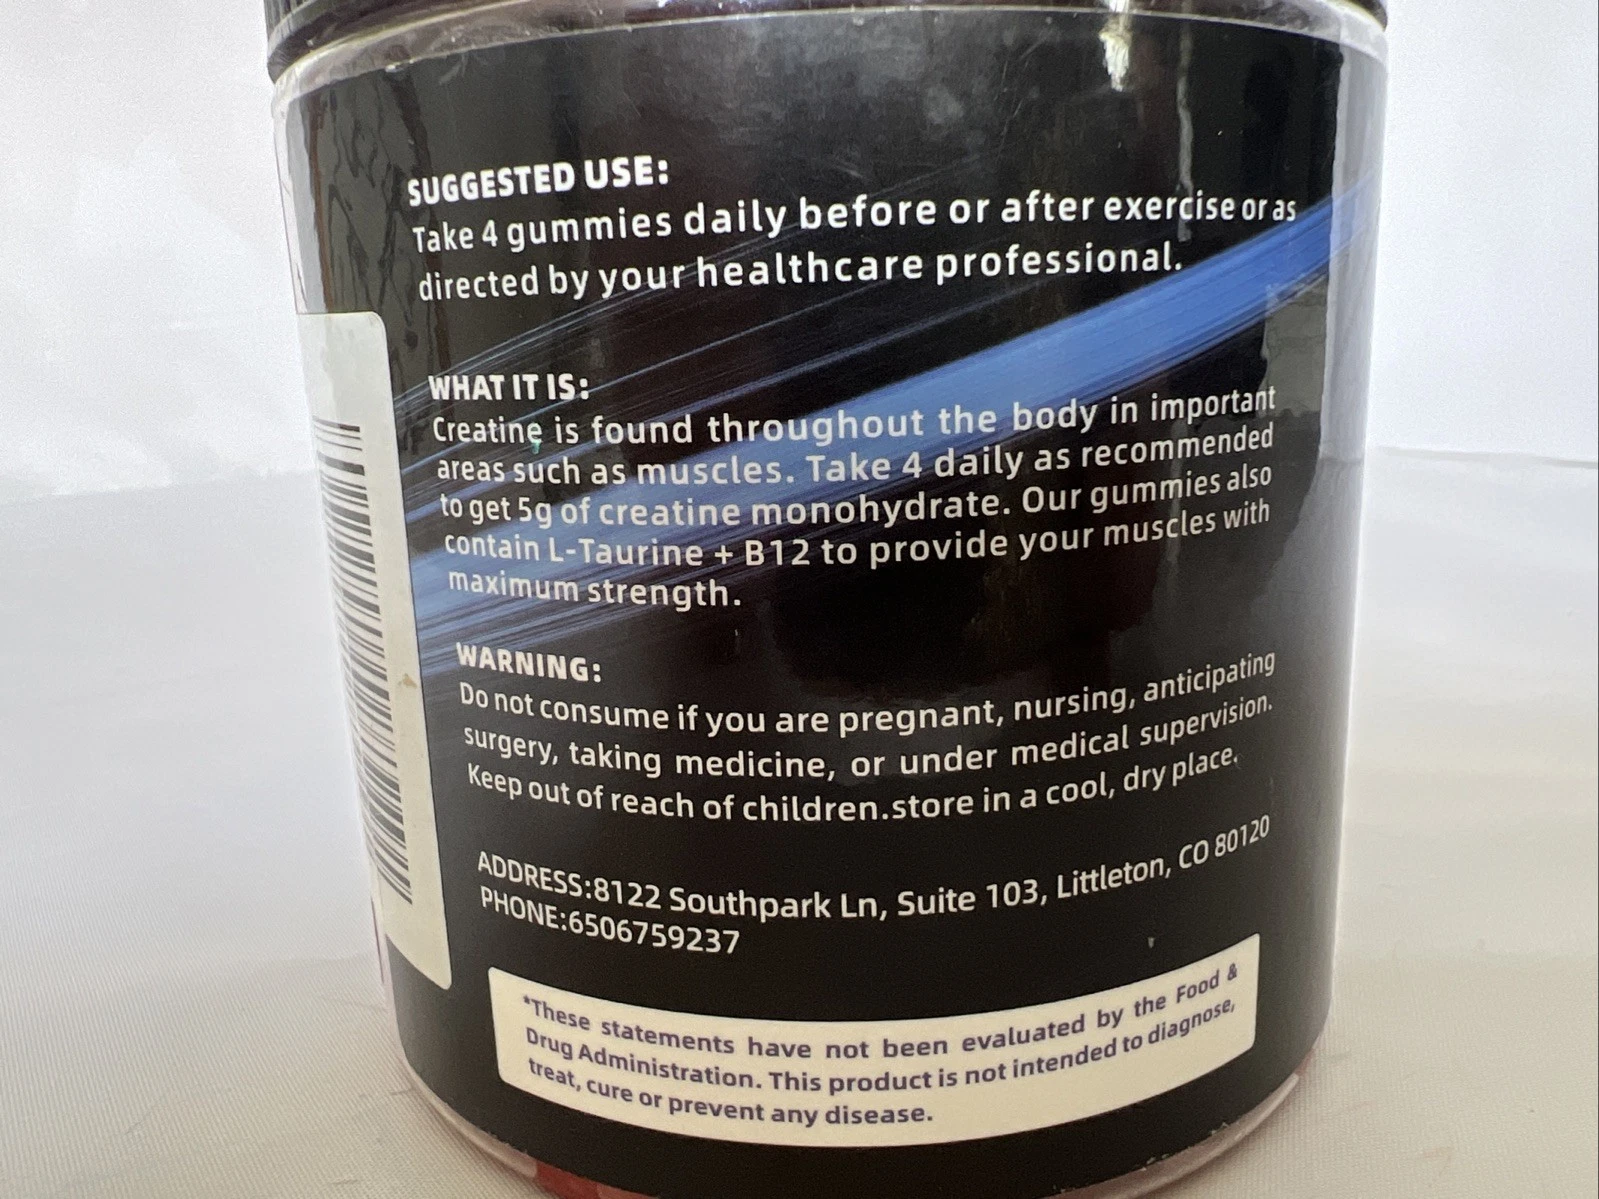 SUGGESTED USE:
Take 4 gummies daily before or after exercise or as
directed by your healthcare professional.
WHAT IT IS:
Creatine is found throughout the body in important
areas such as muscles. Take 4 daily as recommended
to get 5g of creatine monohydrate. Our gummies also
contain L-Taurine + B12 to provide your muscles with
maximum strength.
WARNING:
Do not consume if you are pregnant, nursing, anticipating
surgery, taking medicine, or under medical supervision.
Keep out of reach of children.store in a cool, dry place.
ADDRESS:8122 Southpark Ln, Suite 103, Littleton, CO 80120
PHONE:6506759237
*These statements have not been evaluated by the Food &
Drug Administration. This product is not intended to diagnose,
treat, cure or prevent any disease.